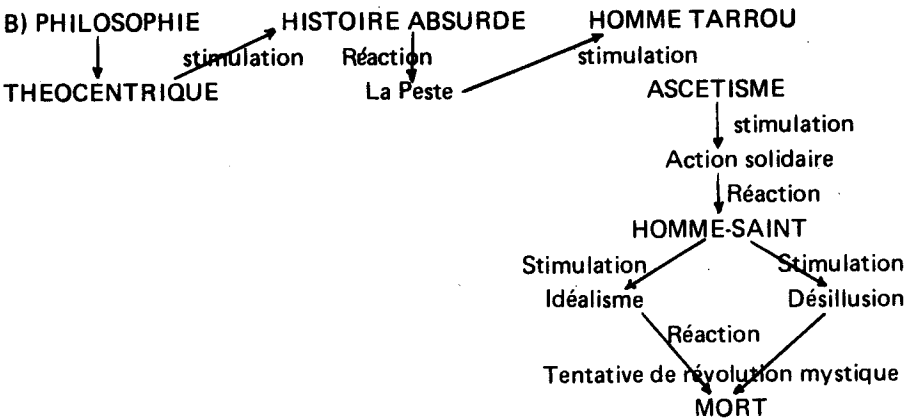 B) PHILOSOPHIE HISTOIRE ABSURDE HOMME TARROU
stimulation Réaction stimulation
THEOCENTRIQUE La Peste ASCETISME
stimulation
Action solidaire
Réaction
HOMME-SAINT
Stimulation Stimulation
Idéalisme Désillusion
Réaction
Tentative de révolution mystique
MORT